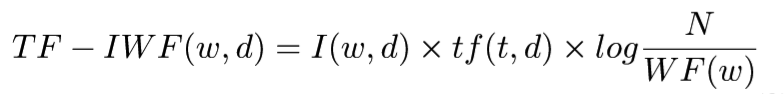 TF − IWF(w, d) = I(w, d) × tf(t, d) × log N/WF(w)